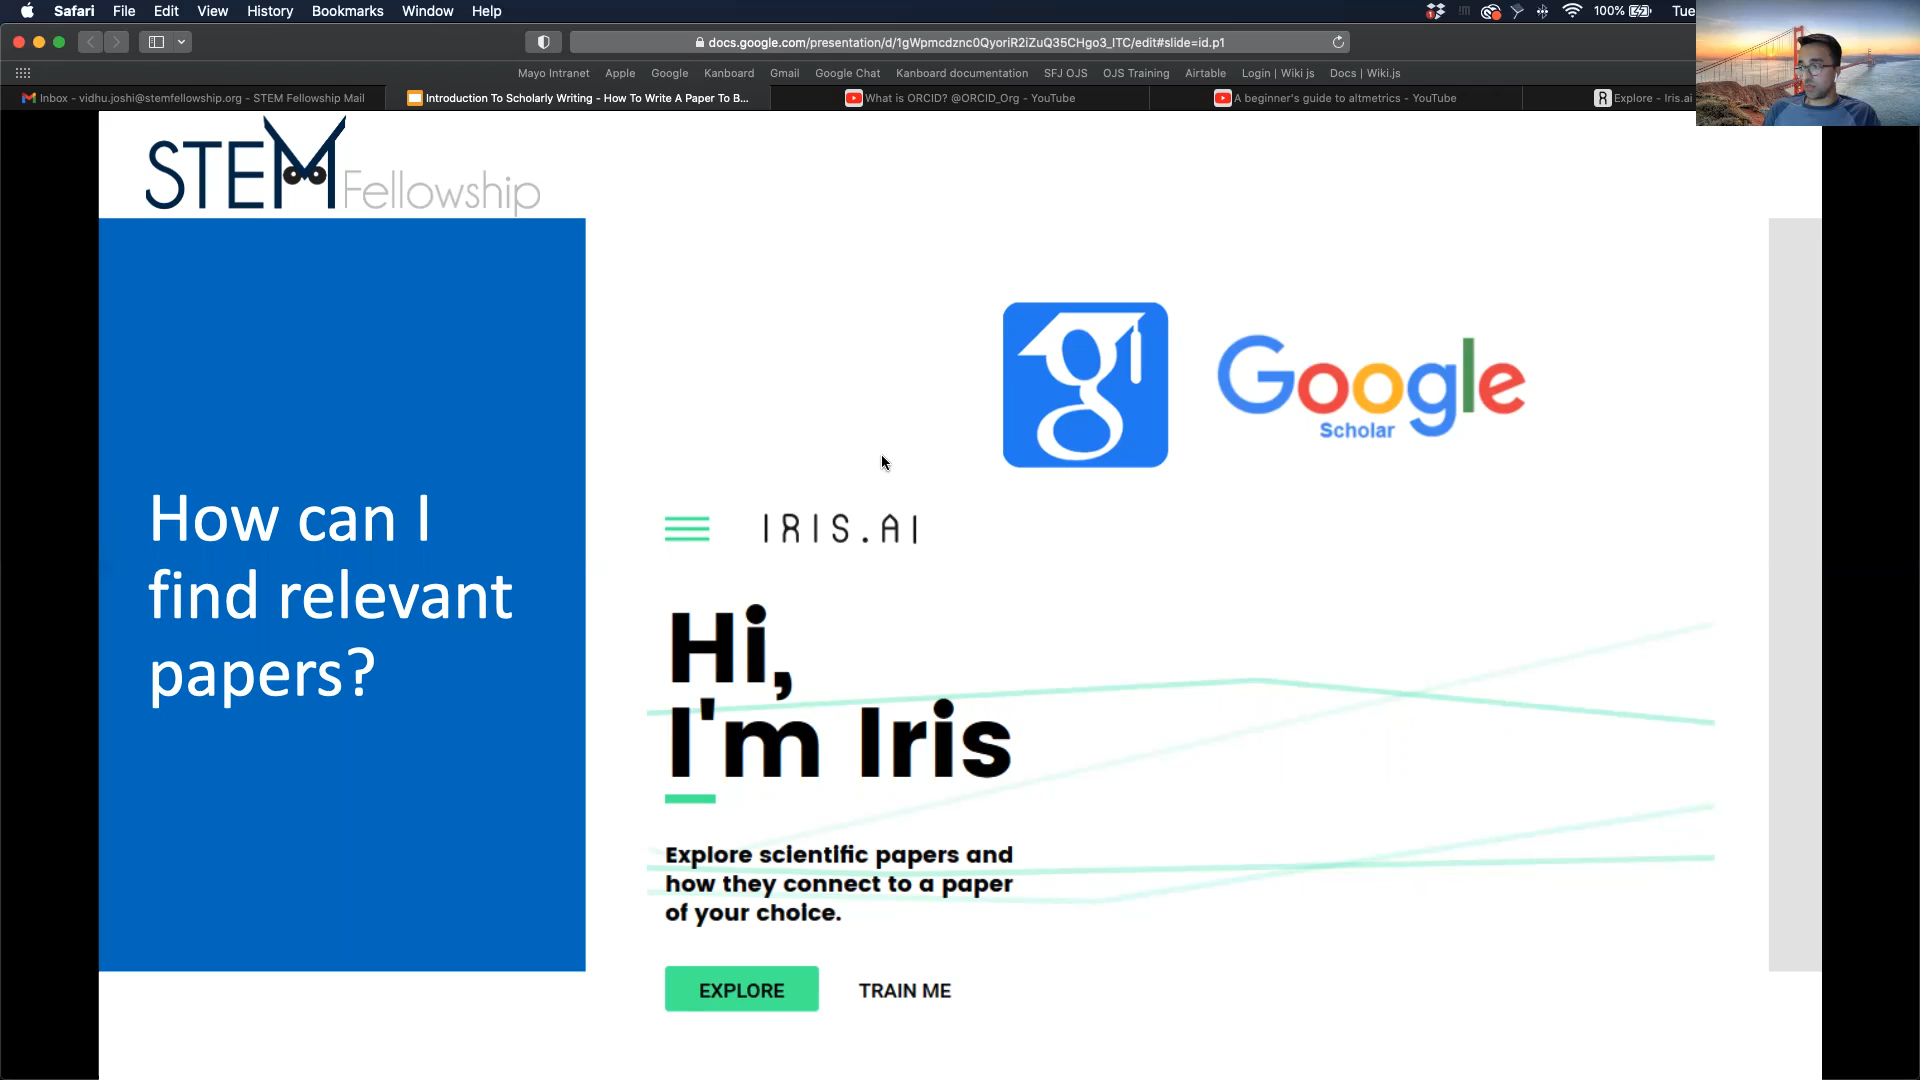 Safari File Edit View History Bookmarks Window Help 100% Tue
docs.google.com/presentation/d/1gWpmcdznc0QyoriR2iZuQ35CHgo3_ITC/edit#slide=id.p1
Mayo Intranet Apple Google Kanboard Gmail Google Chat Kanboard documentation SFJ OJS OJS Training Airtable Login | Wiki js Docs | Wiki.js
Inbox - vidhu.joshi@stemfellowship.org - STEM Fellowship Mail Introduction To Scholarly Writing - How To Write A Paper To B... What is ORCID? @ORCID_Org - YouTube A beginner's guide to altmetrics - YouTube R Explore - Iris.ai
STEM Fellowship
How can I
find relevant
papers?
g
Google
Scholar
IRIS.AI
Hi,
I'm Iris
Explore scientific papers and
how they connect to a paper
of your choice.
EXPLORE TRAIN ME